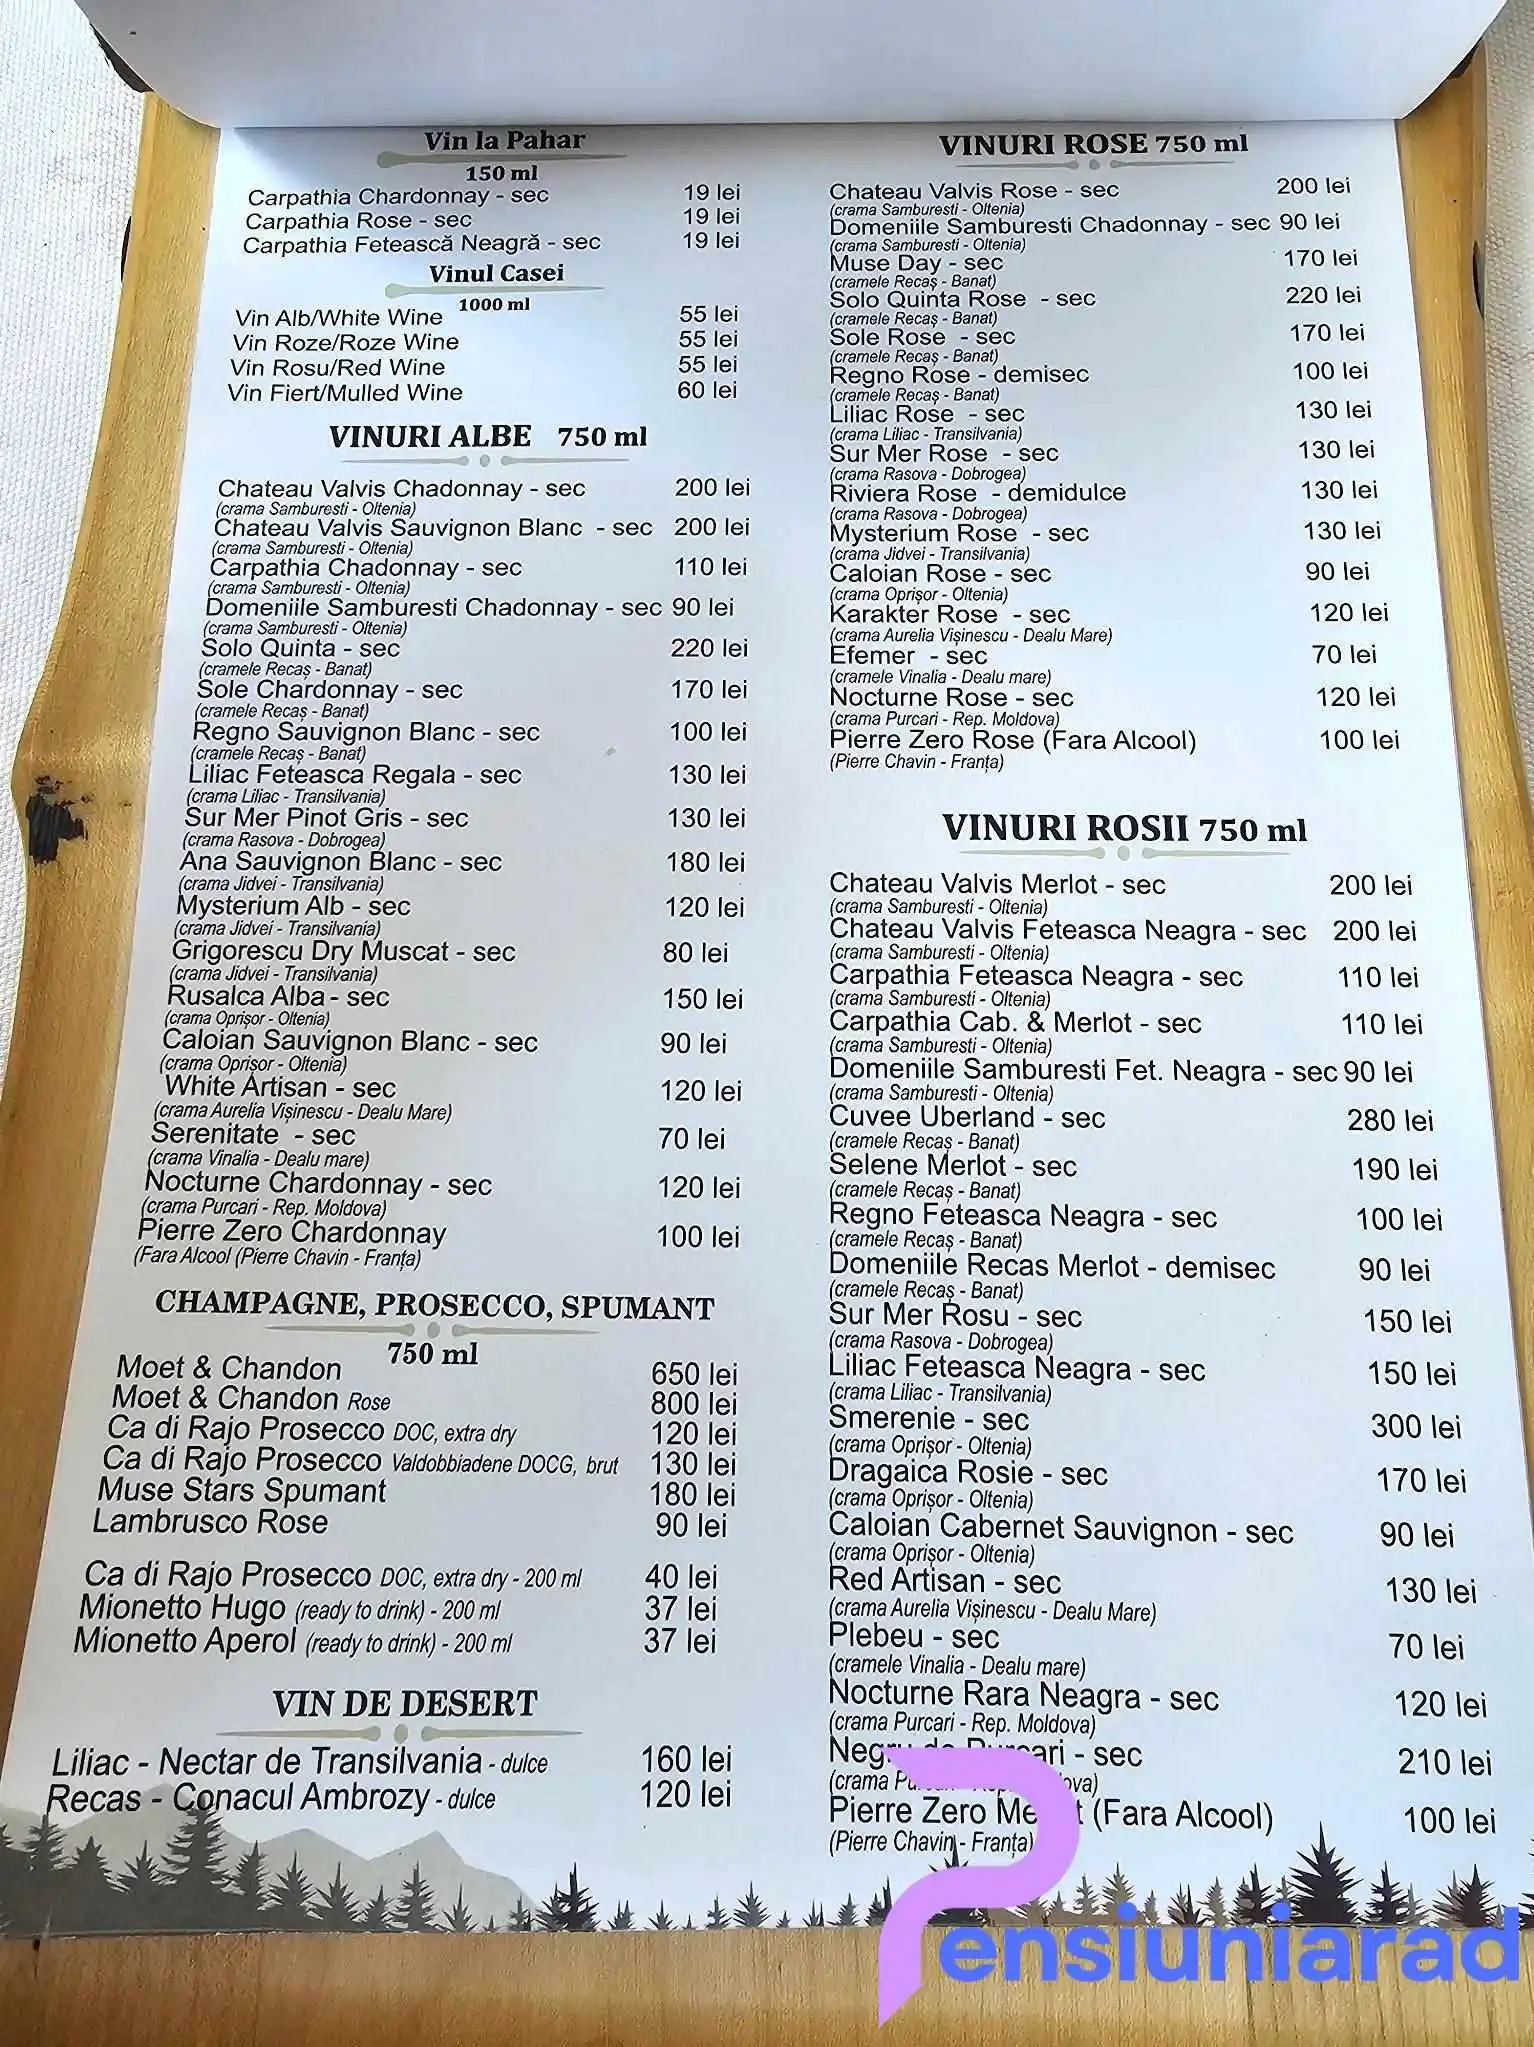 Vin la Pahar
150 ml
Carpathia Chardonnay - sec 19 lei
Carpathia Rose - sec 19 lei
Carpathia Fetească Neagră - sec 19 lei
Vinul Casei
1000 ml
Vin Alb/White Wine 55 lei
Vin Roze/Roze Wine 55 lei
Vin Rosu/Red Wine 55 lei
Vin Fiert/Mulled Wine 60 lei
VINURI ALBE 750 ml
Chateau Valvis Chadonnay - sec 200 lei
(crama Samburesti - Oltenia)
Chateau Valvis Sauvignon Blanc - sec 200 lei
(crama Samburesti - Oltenia)
Carpathia Chadonnay - sec 110 lei
(crama Samburesti - Oltenia)
Domeniile Samburesti Chadonnay - sec 90 lei
(crama Samburesti - Oltenia)
Solo Quinta - sec 220 lei
(cramele Recaș - Banat)
Sole Chardonnay - sec 170 lei
(cramele Recaș - Banat)
Regno Sauvignon Blanc - sec 100 lei
(cramele Recaș - Banat)
Liliac Feteasca Regala - sec 130 lei
(crama Liliac - Transilvania)
Sur Mer Pinot Gris - sec 130 lei
(crama Rasova - Dobrogea)
Ana Sauvignon Blanc - sec 180 lei
(crama Jidvei - Transilvania)
Mysterium Alb - sec 120 lei
(crama Jidvei - Transilvania)
Grigorescu Dry Muscat - sec 80 lei
(crama Jidvei - Transilvania)
Rusalca Alba - sec 150 lei
(crama Oprișor - Oltenia)
Caloian Sauvignon Blanc - sec 90 lei
(crama Oprișor - Oltenia)
White Artisan - sec 120 lei
(crama Aurelia Vișinescu - Dealu Mare)
Serenitate - sec 70 lei
(crama Vinalia - Dealu mare)
Nocturne Chardonnay - sec 120 lei
(crama Purcari - Rep. Moldova)
Pierre Zero Chardonnay 100 lei
(Fara Alcool (Pierre Chavin - Franța)
CHAMPAGNE, PROSECCO, SPUMANT
750 ml
Moet & Chandon 650 lei
Moet & Chandon Rose 800 lei
Ca di Rajo Prosecco DOC, extra dry 120 lei
Ca di Rajo Prosecco Valdobbiadene DOCG, brut 130 lei
Muse Stars Spumant 180 lei
Lambrusco Rose 90 lei
Ca di Rajo Prosecco DOC, extra dry - 200 ml 40 lei
Mionetto Hugo (ready to drink) - 200 ml 37 lei
Mionetto Aperol (ready to drink) - 200 ml 37 lei
VIN DE DESERT
Liliac - Nectar de Transilvania - dulce 160 lei
Recas - Conacul Ambrozy - dulce 120 lei
VINURI ROSE 750 ml
Chateau Valvis Rose - sec 200 lei
(crama Samburesti - Oltenia)
Domeniile Samburesti Chadonnay - sec 90 lei
(crama Samburesti - Oltenia)
Muse Day - sec 170 lei
(cramele Recaș - Banat)
Solo Quinta Rose - sec 220 lei
(cramele Recaș - Banat)
Sole Rose - sec 170 lei
(cramele Recaș - Banat)
Regno Rose - demisec 100 lei
(cramele Recaș - Banat)
Liliac Rose - sec 130 lei
(crama Liliac - Transilvania)
Sur Mer Rose - sec 130 lei
(crama Rasova - Dobrogea)
Riviera Rose - demidulce 130 lei
(crama Rasova - Dobrogea)
Mysterium Rose - sec 130 lei
(crama Jidvei - Transilvania)
Caloian Rose - sec 90 lei
(crama Oprișor - Oltenia)
Karakter Rose - sec 120 lei
(crama Aurelia Vișinescu - Dealu Mare)
Efemer - sec 70 lei
(cramele Vinalia - Dealu mare)
Nocturne Rose - sec 120 lei
(crama Purcari - Rep. Moldova)
Pierre Zero Rose (Fara Alcool) 100 lei
(Pierre Chavin - Franța)
VINURI ROSII 750 ml
Chateau Valvis Merlot - sec 200 lei
(crama Samburesti - Oltenia)
Chateau Valvis Feteasca Neagra - sec 200 lei
(crama Samburesti - Oltenia)
Carpathia Feteasca Neagra - sec 110 lei
(crama Samburesti - Oltenia)
Carpathia Cab. & Merlot - sec 110 lei
(crama Samburesti - Oltenia)
Domeniile Samburesti Fet. Neagra - sec 90 lei
(crama Samburesti - Oltenia)
Cuvee Uberland - sec 280 lei
(cramele Recaș - Banat)
Selene Merlot - sec 190 lei
(cramele Recaș - Banat)
Regno Feteasca Neagra - sec 100 lei
(cramele Recaș - Banat)
Domeniile Recas Merlot - demisec 90 lei
(cramele Recaș - Banat)
Sur Mer Rosu - sec 150 lei
(crama Rasova - Dobrogea)
Liliac Feteasca Neagra - sec 150 lei
(crama Liliac - Transilvania)
Smerenie - sec 300 lei
(crama Oprișor - Oltenia)
Dragaica Rosie - sec 170 lei
(crama Oprișor - Oltenia)
Caloian Cabernet Sauvignon - sec 90 lei
(crama Oprișor - Oltenia)
Red Artisan - sec 130 lei
(crama Aurelia Vișinescu - Dealu Mare)
Plebeu - sec 70 lei
(cramele Vinalia - Dealu mare)
Nocturne Rara Neagra - sec 120 lei
(crama Purcari - Rep. Moldova)
Negru de Purcari - sec 210 lei
(crama
Pierre Zero (Fara Alcool) 100 lei
(Pierre Chavin - Franța)
Pensiuniarad